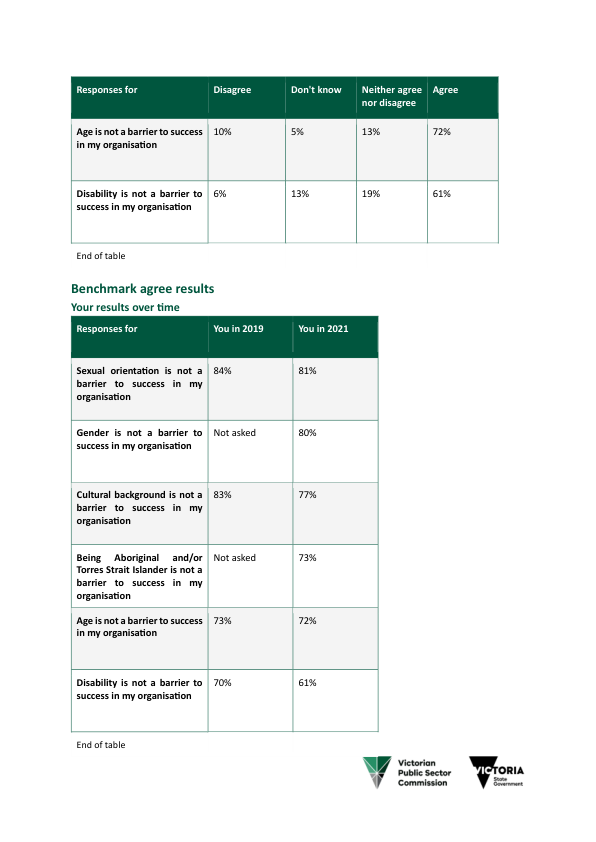 Responses for Disagree Don't know Neither agree nor disagree Agree
Age is not a barrier to success in my organisation 10% 5% 13% 72%
Disability is not a barrier to success in my organisation 6% 13% 19% 61%
End of table
Benchmark agree results
Your results over time
Responses for You in 2019 You in 2021
Sexual orientation is not a barrier to success in my organisation 84% 81%
Gender is not a barrier to success in my organisation Not asked 80%
Cultural background is not a barrier to success in my organisation 83% 77%
Being Aboriginal and/or Torres Strait Islander is not a barrier to success in my organisation Not asked 73%
Age is not a barrier to success in my organisation 73% 72%
Disability is not a barrier to success in my organisation 70% 61%
End of table
Victorian
Public Sector
Commission
VICTORIA
State
Government